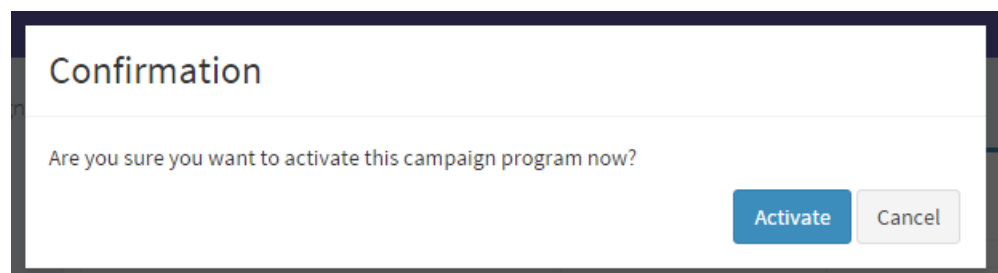 Confirmation
Are you sure you want to activate this campaign program now?
Activate Cancel